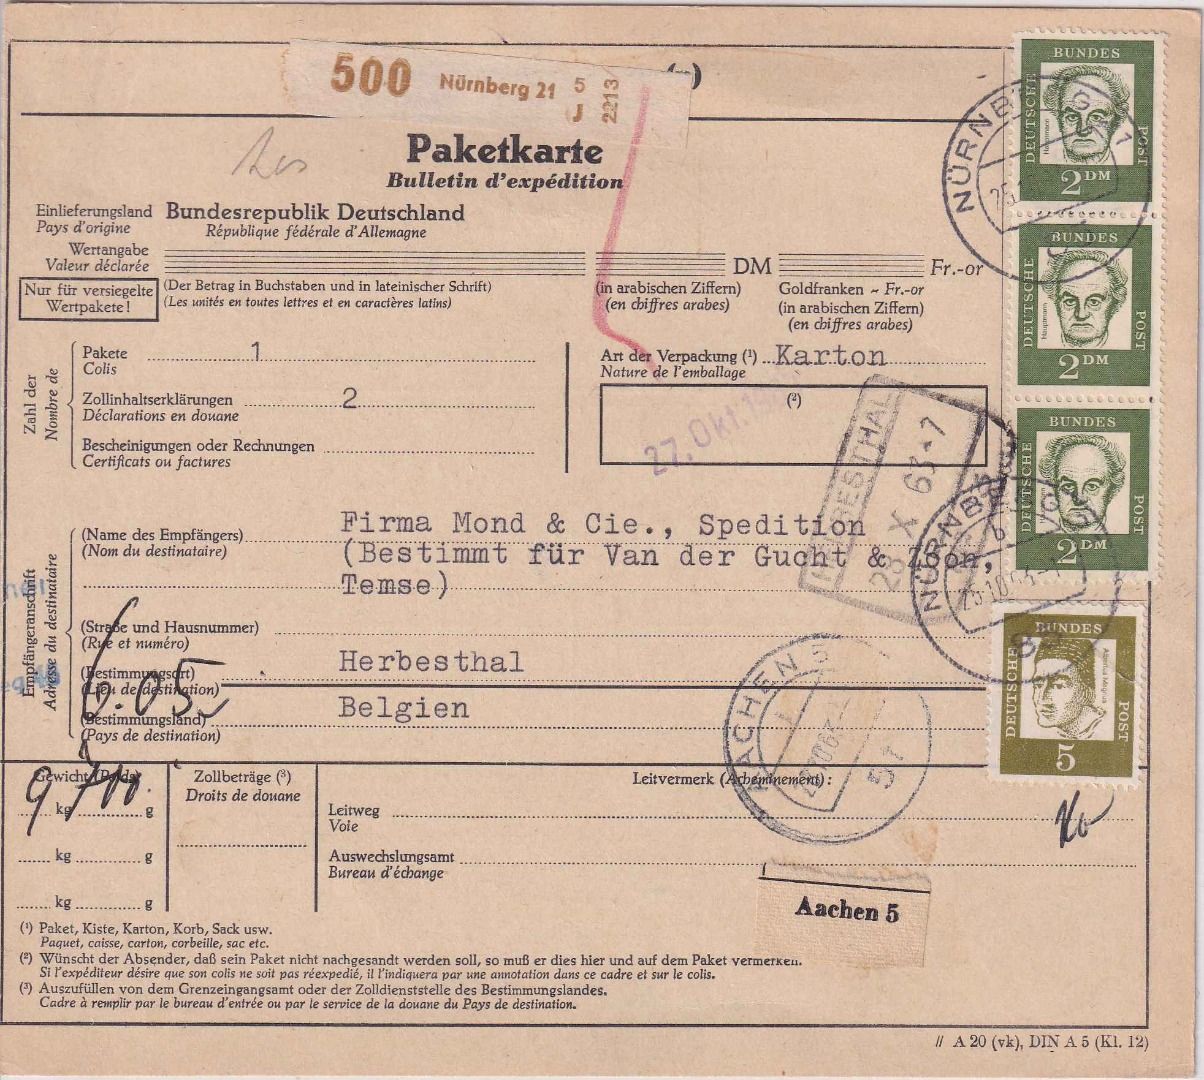 500 Nürnberg 21 5 J 2213
Paketkarte
Bulletin d'expédition
Einlieferungsland Bundesrepublik Deutschland
Pays d'origine République fédérale d'Allemagne
Wertangabe
Valeur déclarée DM Fr.-or
Nur für versiegelte Wertpakete!
(Der Betrag in Buchstaben und in lateinischer Schrift)
(Les unités en toutes lettres et en caractères latins)
(in arabischen Ziffern)
(en chiffres arabes)
Goldfranken ~ Fr.-or
(in arabischen Ziffern)
(en chiffres arabes)
Zahl der
Nombre de
Pakete 1
Colis
Zollinhaltserklärungen 2
Déclarations en douane
Bescheinigungen oder Rechnungen
Certificats ou factures
Art der Verpackung (¹) Karton
Nature de l'emballage
(²)
27. Okt. 19
HERBESTHAL
28 X 63 * 7
Empfängeranschrift
Adresse du destinataire
(Name des Empfängers) Firma Mond & Cie., Spedition
(Nom du destinataire) (Bestimmt für Van der Gucht & Zoon,
Temse)
(Straße und Hausnummer)
(Rue et numéro)
(Bestimmungsort) Herbesthal
(Lieu de destination)
(Bestimmungsland) Belgien
(Pays de destination)
6.05
Gewicht (Poids)
9 700
kg g
kg g
kg g
Zollbeträge (³)
Droits de douane
Leitvermerk (Acheminement):
Leitweg
Voie
Auswechslungsamt
Bureau d'échange
AACHEN 5
51
Aachen 5
(¹) Paket, Kiste, Karton, Korb, Sack usw.
Paquet, caisse, carton, corbeille, sac etc.
(²) Wünscht der Absender, daß sein Paket nicht nachgesandt werden soll, so muß er dies hier und auf dem Paket vermerken.
Si l'expéditeur désire que son colis ne soit pas réexpédié, il l'indiquera par une annotation dans ce cadre et sur le colis.
(³) Auszufüllen von dem Grenzeingangsamt oder der Zolldienststelle des Bestimmungslandes.
Cadre à remplir par le bureau d'entrée ou par le service de la douane du Pays de destination.
// A 20 (vk), DIN A 5 (Kl. 12)
DEUTSCHE BUNDES POST
Hauptmann
2 DM
DEUTSCHE BUNDES POST
Hauptmann
2 DM
DEUTSCHE BUNDES POST
2 DM
DEUTSCHE BUNDES POST
Albertus Magnus
5
NÜRNBERG
NÜRNBERG